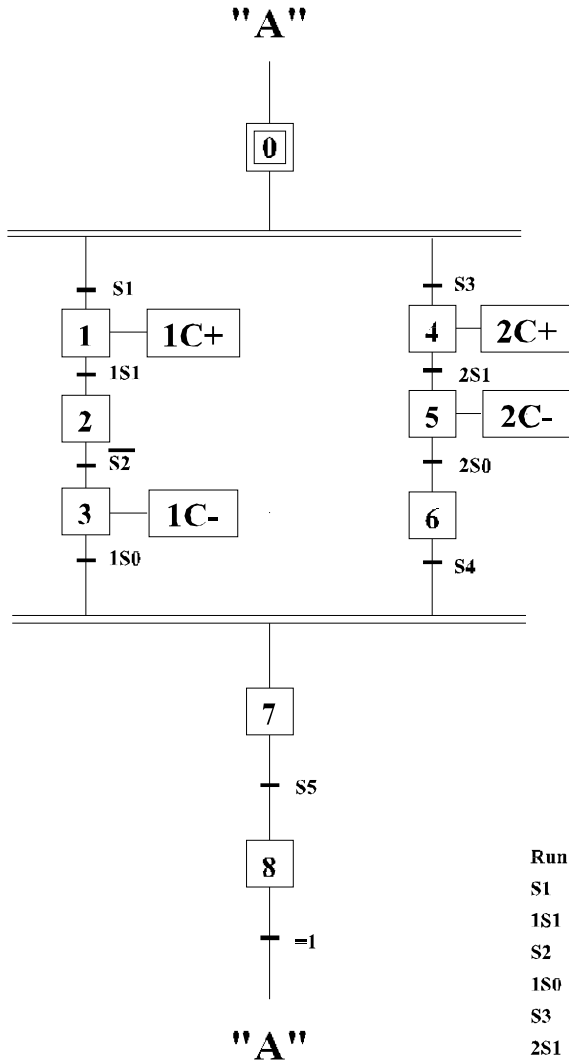 "A"
0
S1
S3
1 1C+
4 2C+
1S1
2S1
2
5 2C-
S̅2̅
2S0
3 1C-
6
1S0
S4
7
S5
8
Run
S1
=1
1S1
S2
1S0
S3
"A"
2S1